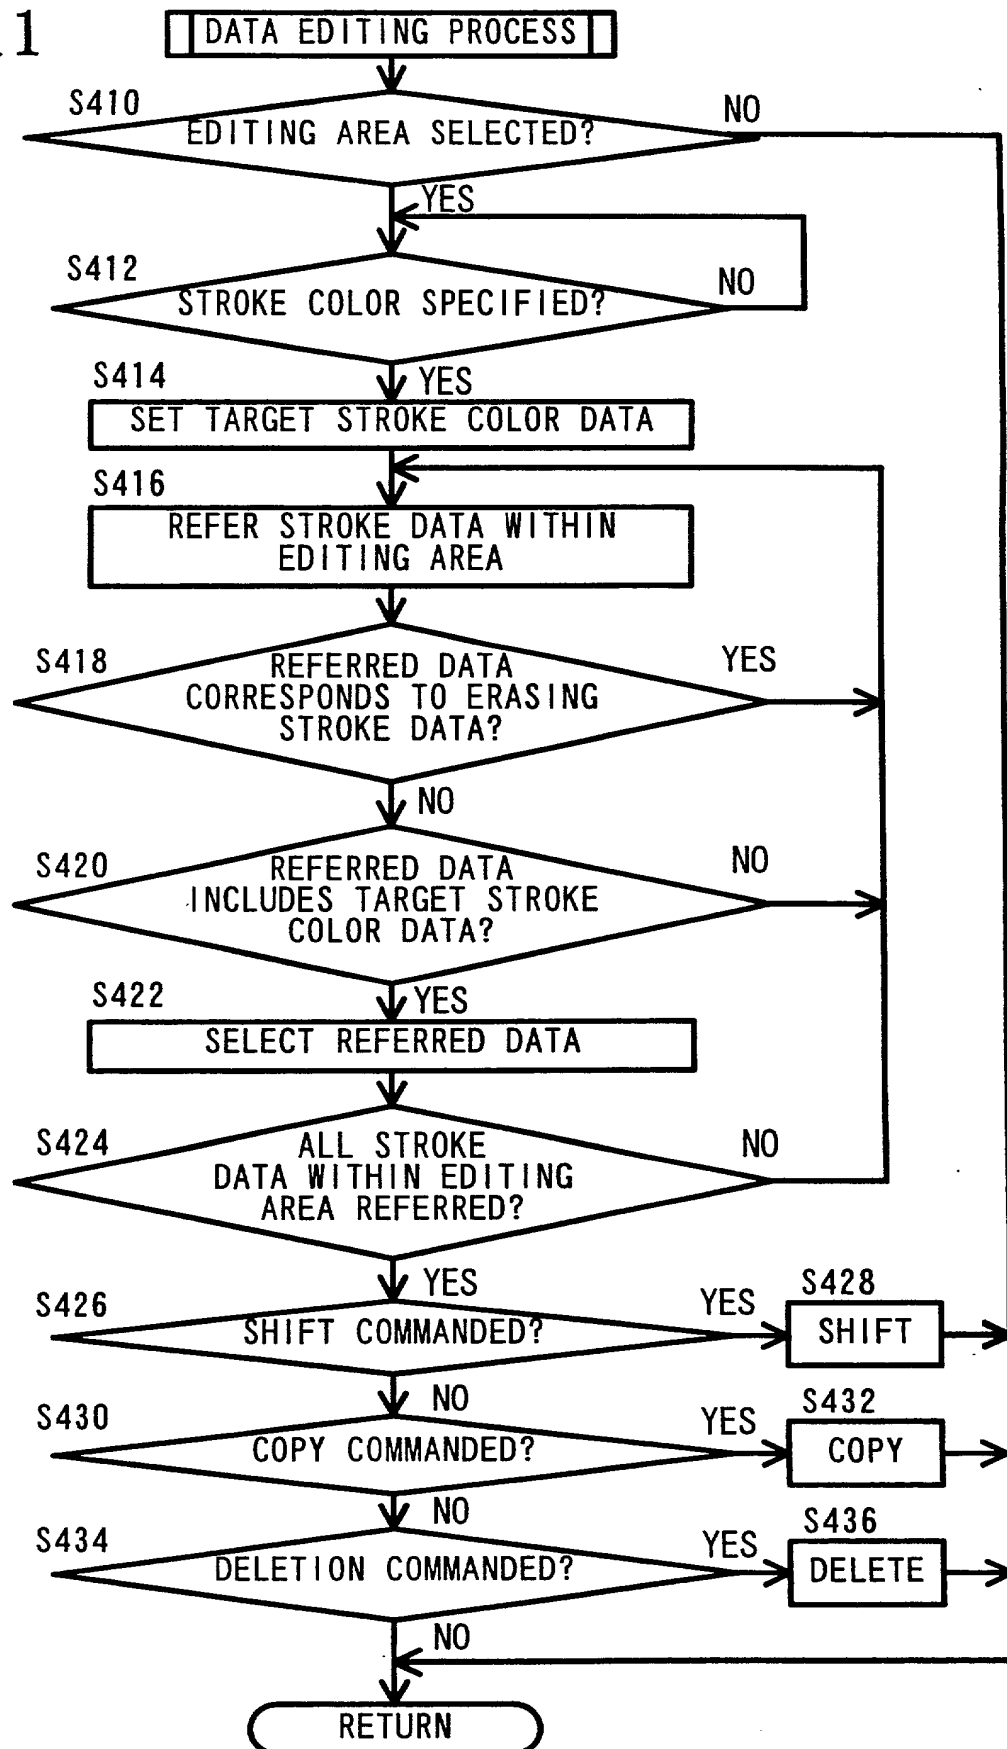 11
DATA EDITING PROCESS
S410
EDITING AREA SELECTED?
NO
YES
S412
STROKE COLOR SPECIFIED?
NO
YES
S414
SET TARGET STROKE COLOR DATA
S416
REFER STROKE DATA WITHIN
EDITING AREA
S418
REFERRED DATA
CORRESPONDS TO ERASING
STROKE DATA?
YES
NO
S420
REFERRED DATA
INCLUDES TARGET STROKE
COLOR DATA?
NO
YES
S422
SELECT REFERRED DATA
S424
ALL STROKE
DATA WITHIN EDITING
AREA REFERRED?
NO
YES
S426
SHIFT COMMANDED?
YES
S428
SHIFT
NO
S430
COPY COMMANDED?
YES
S432
COPY
NO
S434
DELETION COMMANDED?
YES
S436
DELETE
NO
RETURN